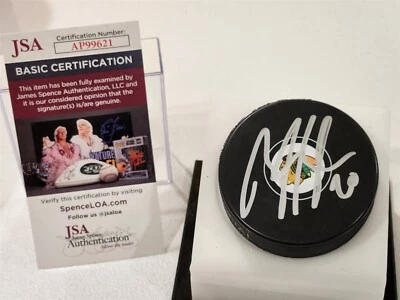 JSA
Certification Number:
AP99621
BASIC CERTIFICATION
This item has been fully examined by
James Spence Authentication, LLC and
it is our considered opinion that the
signature(s) is/are genuine.
Verify this certification by visiting
SpenceLOA.com
Follow us @jsaloa
JSA
James Spence
Authentication